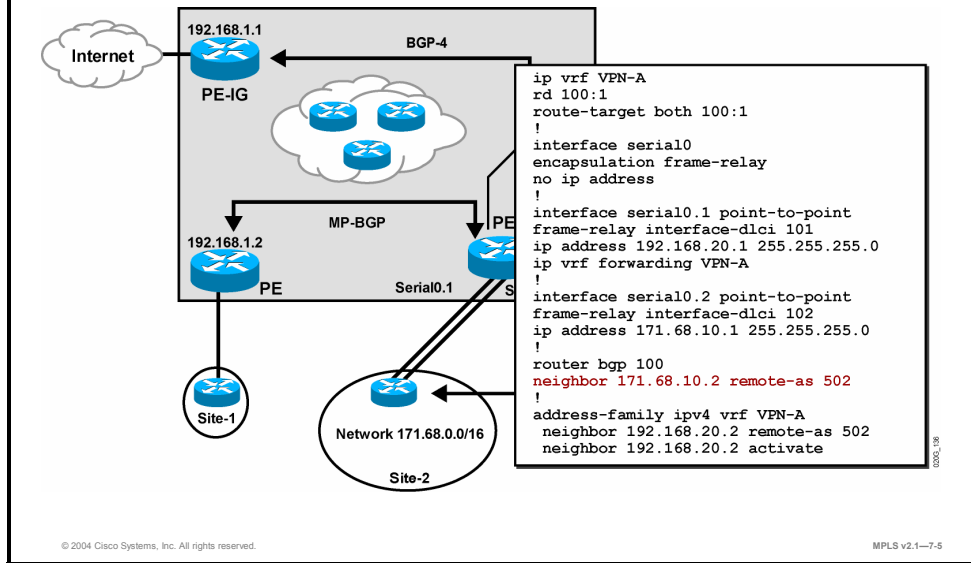 192.168.1.1
Internet
BGP-4
PE-IG
MP-BGP
192.168.1.2
PE
PE
Serial0.1
S
Site-1
Network 171.68.0.0/16
Site-2
ip vrf VPN-A
rd 100:1
route-target both 100:1
!
interface serial0
encapsulation frame-relay
no ip address
!
interface serial0.1 point-to-point
frame-relay interface-dlci 101
ip address 192.168.20.1 255.255.255.0
ip vrf forwarding VPN-A
!
interface serial0.2 point-to-point
frame-relay interface-dlci 102
ip address 171.68.10.1 255.255.255.0
!
router bgp 100
neighbor 171.68.10.2 remote-as 502
!
address-family ipv4 vrf VPN-A
neighbor 192.168.20.2 remote-as 502
neighbor 192.168.20.2 activate
020G_136
© 2004 Cisco Systems, Inc. All rights reserved.
MPLS v2.1—7-5